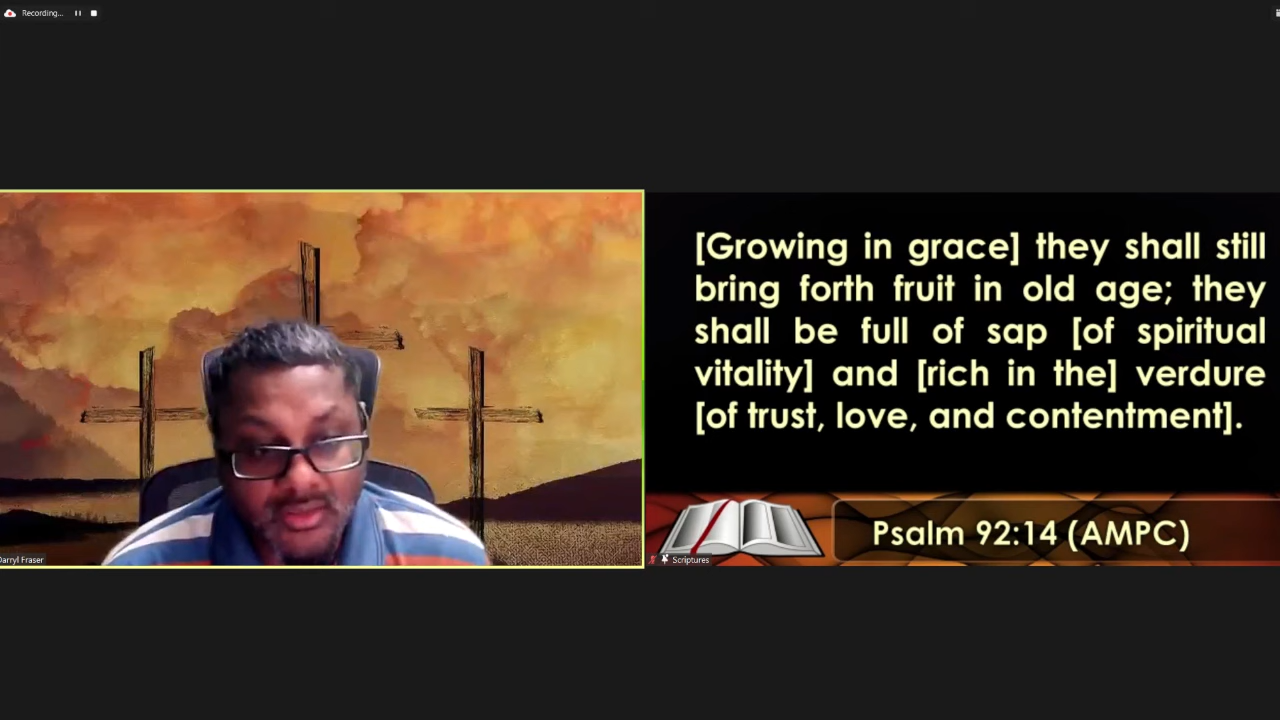 Recording...
[Growing in grace] they shall still
bring forth fruit in old age; they
shall be full of sap [of spiritual
vitality] and [rich in the] verdure
[of trust, love, and contentment].
Psalm 92:14 (AMPC)
Darryl Fraser
Scriptures